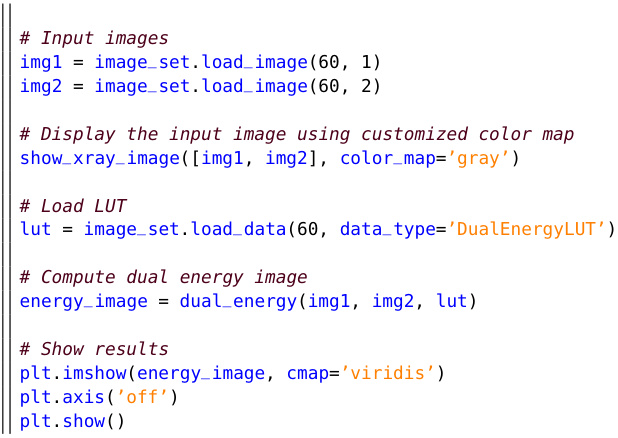 # Input images
img1 = image_set.load_image(60, 1)
img2 = image_set.load_image(60, 2)
# Display the input image using customized color map
show_xray_image([img1, img2], color_map=’gray’)
# Load LUT
lut = image_set.load_data(60, data_type=’DualEnergyLUT’)
# Compute dual energy image
energy_image = dual_energy(img1, img2, lut)
# Show results
plt.imshow(energy_image, cmap=’viridis’)
plt.axis(’off’)
plt.show()